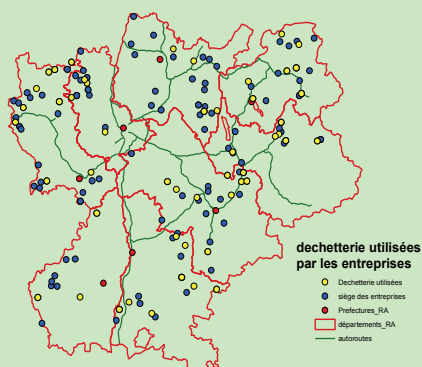 dechetterie utilisées
par les entreprises
Dechetterie utilisées
siège des entreprises
Prefectures_RA
départements_RA
autoroutes